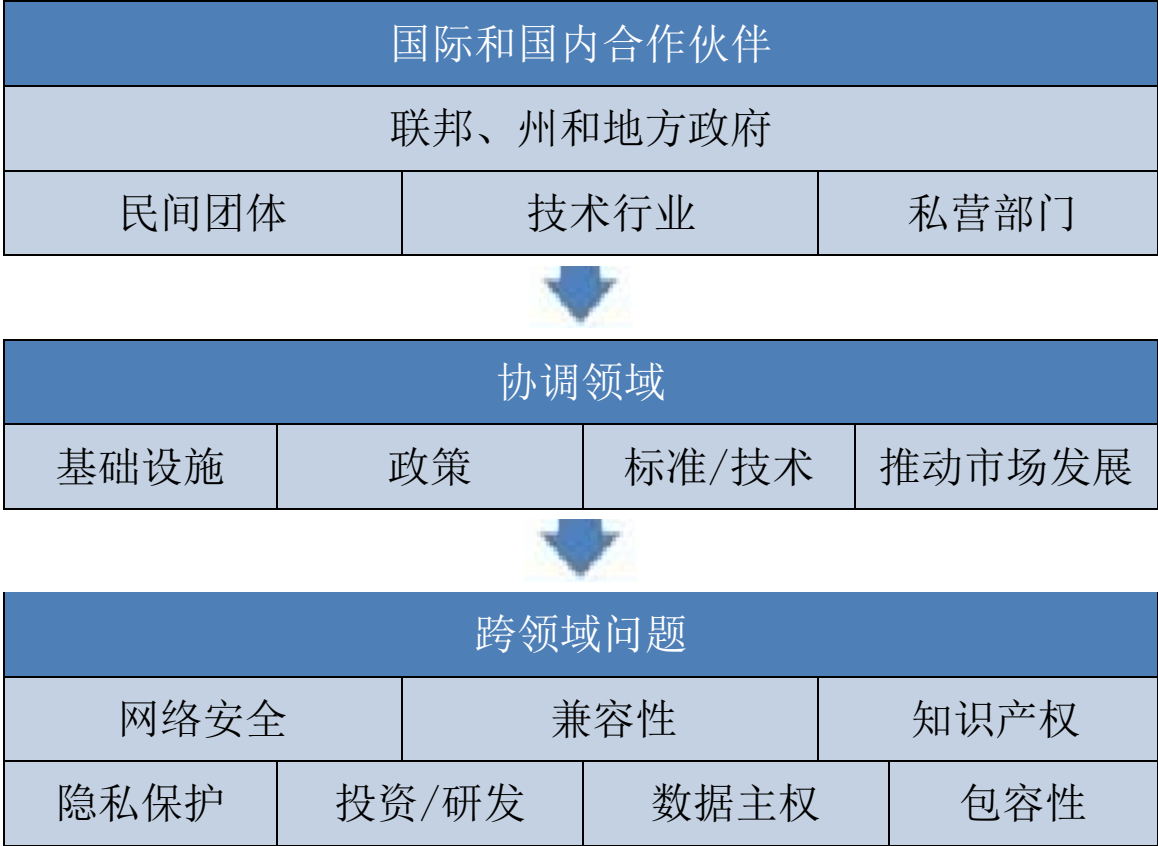 国际和国内合作伙伴
联邦、州和地方政府
民间团体 技术行业 私营部门
协调领域
基础设施 政策 标准/技术 推动市场发展
跨领域问题
网络安全 兼容性 知识产权
隐私保护 投资/研发 数据主权 包容性